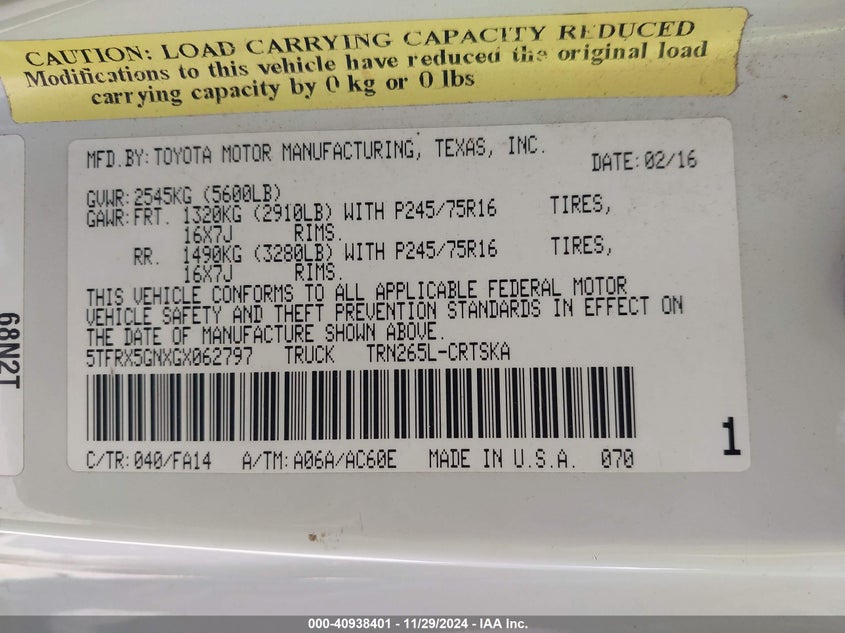 CAUTION: LOAD CARRYING CAPACITY REDUCED
Modifications to this vehicle have reduced the original load
carrying capacity by 0 kg or 0 lbs
MFD.BY: TOYOTA MOTOR MANUFACTURING, TEXAS, INC. DATE: 02/16
GVWR: 2545KG (5600LB)
GAWR: FRT. 1320KG (2910LB) WITH P245/75R16 TIRES,
16X7J RIMS.
RR. 1490KG (3280LB) WITH P245/75R16 TIRES,
16X7J RIMS.
THIS VEHICLE CONFORMS TO ALL APPLICABLE FEDERAL MOTOR
VEHICLE SAFETY AND THEFT PREVENTION STANDARDS IN EFFECT ON
THE DATE OF MANUFACTURE SHOWN ABOVE.
5TFRX5GNXGX062797 TRUCK TRN265L-CRTSKA
C/TR: 040/FA14 A/TM: A06A/AC60E MADE IN U.S.A. 070
1
68N2T
000-40938401 - 11/29/2024 - IAA Inc.